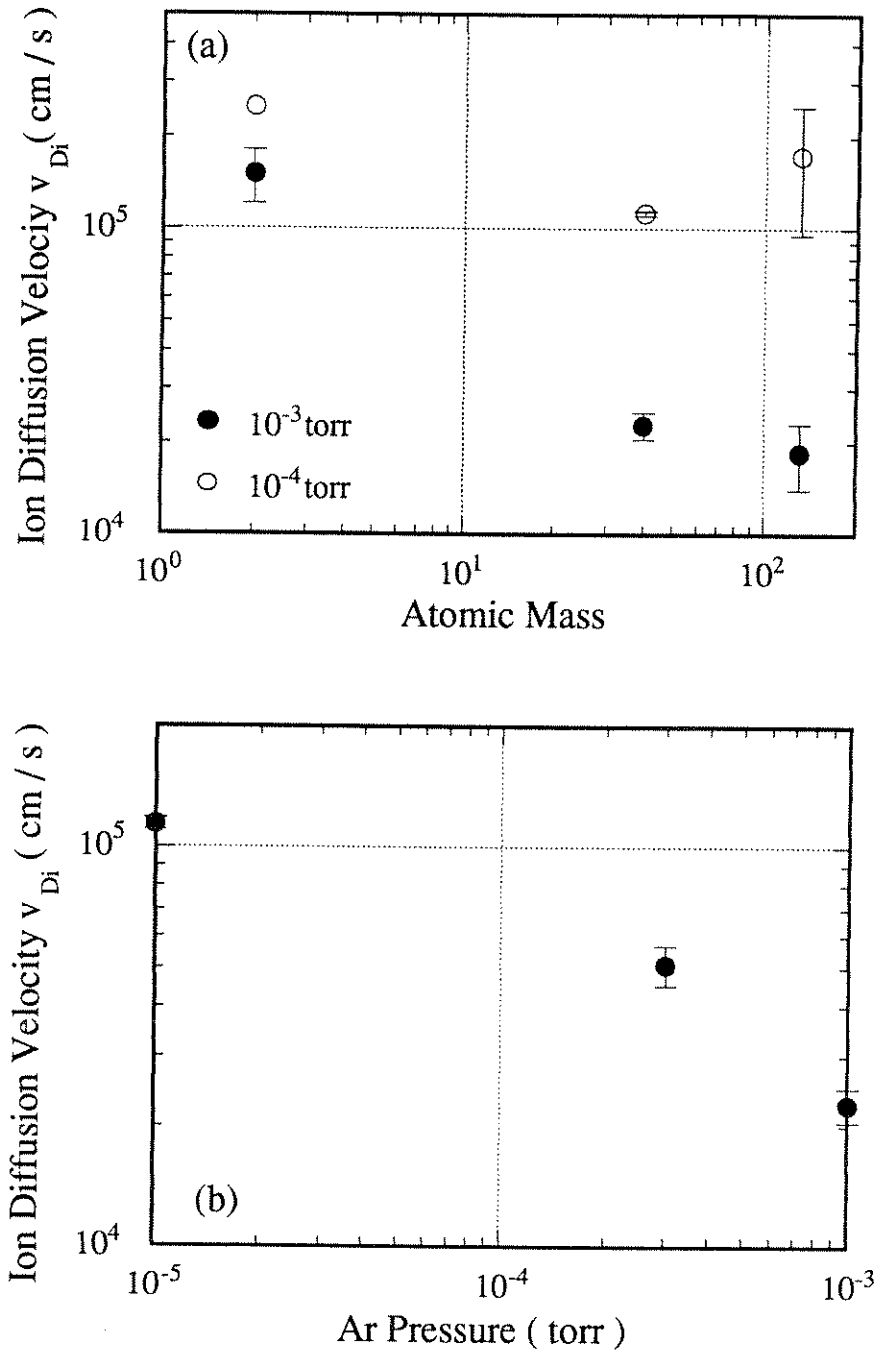 (a)
Ion Diffusion Velociy v_Di ( cm / s )
10^5
10^4
10^-3 torr
10^-4 torr
10^0 10^1 10^2
Atomic Mass
Ion Diffusion Velocity v_Di ( cm / s )
10^5
(b)
10^4
10^-5 10^-4 10^-3
Ar Pressure ( torr )